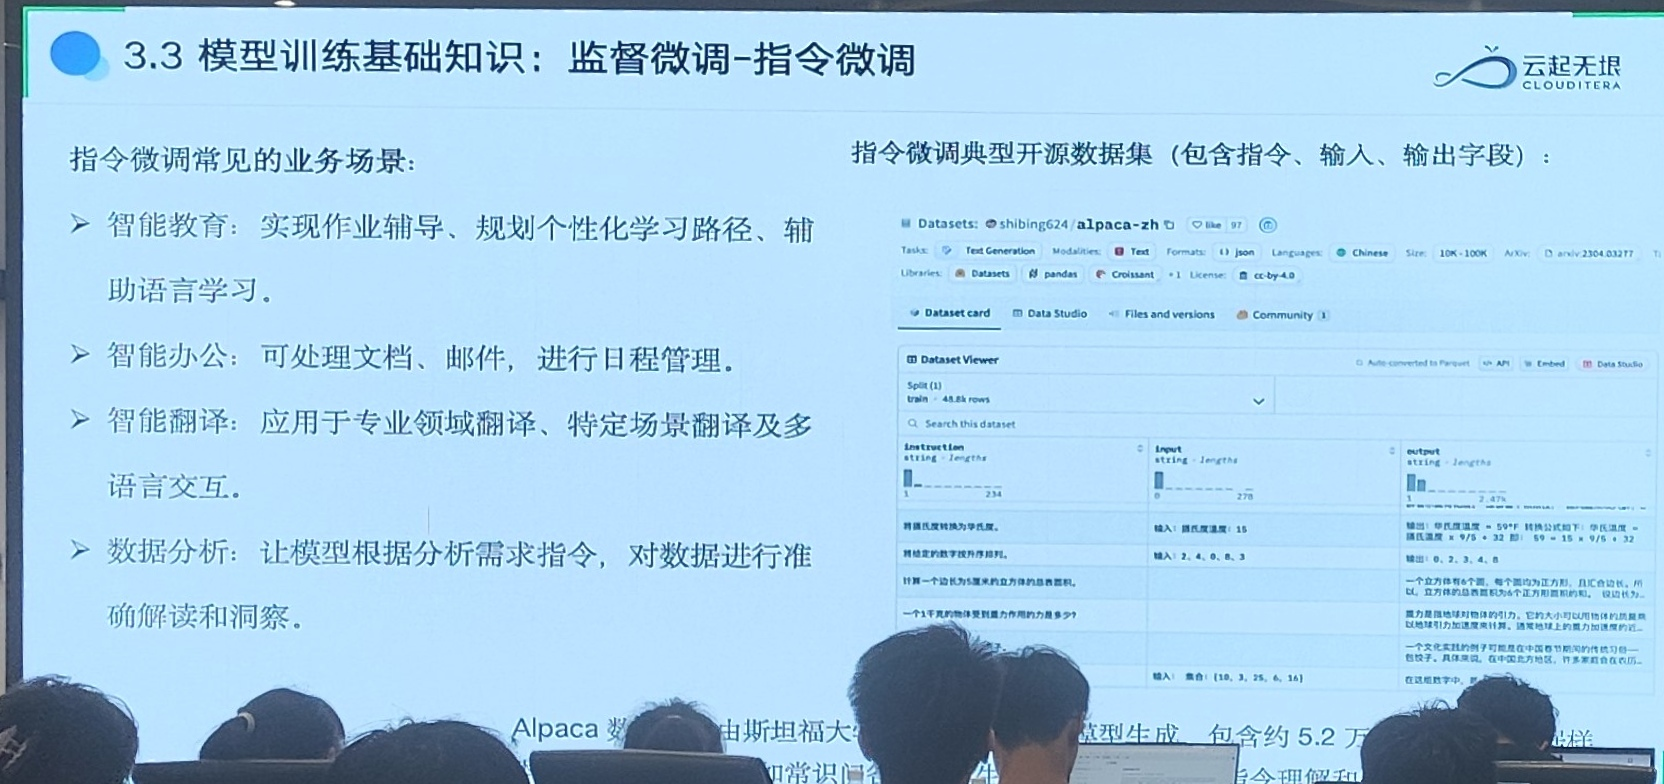 3.3 模型训练基础知识：监督微调-指令微调
云起无垠
CLOUDITERA
指令微调常见的业务场景：
➢ 智能教育：实现作业辅导、规划个性化学习路径、辅
助语言学习。
➢ 智能办公：可处理文档、邮件，进行日程管理。
➢ 智能翻译：应用于专业领域翻译、特定场景翻译及多
语言交互。
➢ 数据分析：让模型根据分析需求指令，对数据进行准
确解读和洞察。
指令微调典型开源数据集（包含指令、输入、输出字段）：
Datasets: shibing624/alpaca-zh like 97
Tasks: Text Generation Modalities: Text Formats: json Languages: Chinese Size: 10K - 100K ArXiv: arxiv:2304.03277
Libraries: Datasets pandas Croissant +1 License: cc-by-4.0
Dataset card Data Studio Files and versions Community 1
Dataset Viewer Auto-converted to Parquet API Embed Data Studio
Split (1)
train · 48.8k rows
Search this dataset
instruction input output
string · lengths string · lengths string · lengths
1 234 0 278 1 2.47k
将摄氏度转换为华氏度。 输入：摄氏度温度：15 输出：华氏度温度 = 59°F 转换公式如下：华氏温度 =
摄氏温度 x 9/5 + 32 即： 59 = 15 x 9/5 + 32
将给定的数字按升序排列。 输入：2, 4, 0, 8, 3 输出：0, 2, 3, 4, 8
计算一个边长为5厘米的立方体的总表面积。 一个立方体有6个面，每个面均为正方形，且汇合边长。所
以，立方体的总表面积为6个正方形面积的和。 设边长为…
一个1千克的物体受到重力作用的力是多少？ 重力是指地球对物体的引力，它的大小可以用物体的质量乘
以地球引力加速度来计算。通常地球上的重力加速度约近…
子。 一个文化实践的例子可能是在中国春节期间的传统习俗——
包饺子。具体来说，在中国北方地区，许多家庭会在农历…
输入： 集合：{10, 3, 25, 6, 16} 在这组数字中，
Alpaca 由斯坦福大 模型生成，包含约 5.2 万
和常识问 指令理解和